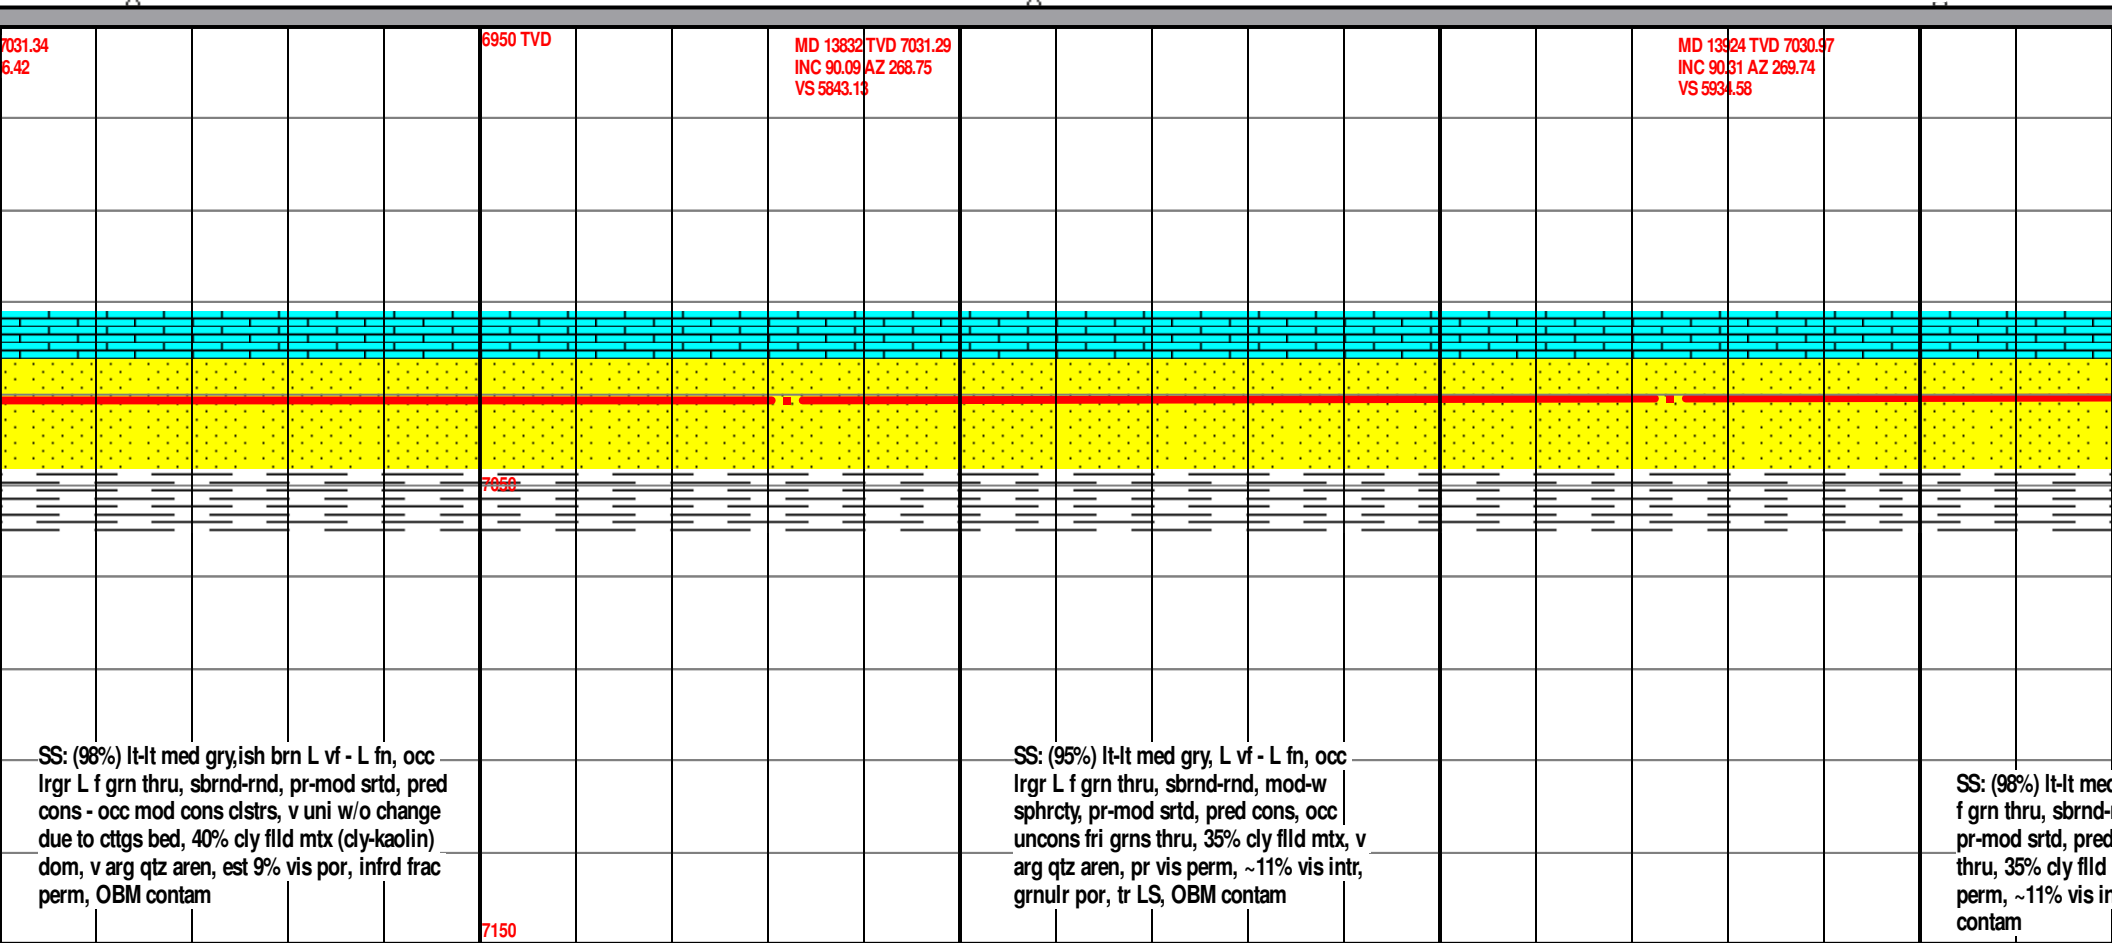 7031.34
6.42
6950 TVD
MD 13832 TVD 7031.29
INC 90.09 AZ 268.75
VS 5843.13
MD 13924 TVD 7030.97
INC 90.31 AZ 269.74
VS 5934.58
7050
SS: (98%) lt-lt med gry,ish brn L vf - L fn, occ
lrgr L f grn thru, sbrnd-rnd, pr-mod srtd, pred
cons - occ mod cons clstrs, v uni w/o change
due to cttgs bed, 40% cly flld mtx (cly-kaolin)
dom, v arg qtz aren, est 9% vis por, infrd frac
perm, OBM contam
SS: (95%) lt-lt med gry, L vf - L fn, occ
lrgr L f grn thru, sbrnd-rnd, mod-w
sphrcty, pr-mod srtd, pred cons, occ
uncons fri grns thru, 35% cly flld mtx, v
arg qtz aren, pr vis perm, ~11% vis intr,
grnulr por, tr LS, OBM contam
SS: (98%) lt-lt med
f grn thru, sbrnd-
pr-mod srtd, pred
thru, 35% cly flld
perm, ~11% vis in
contam
7150